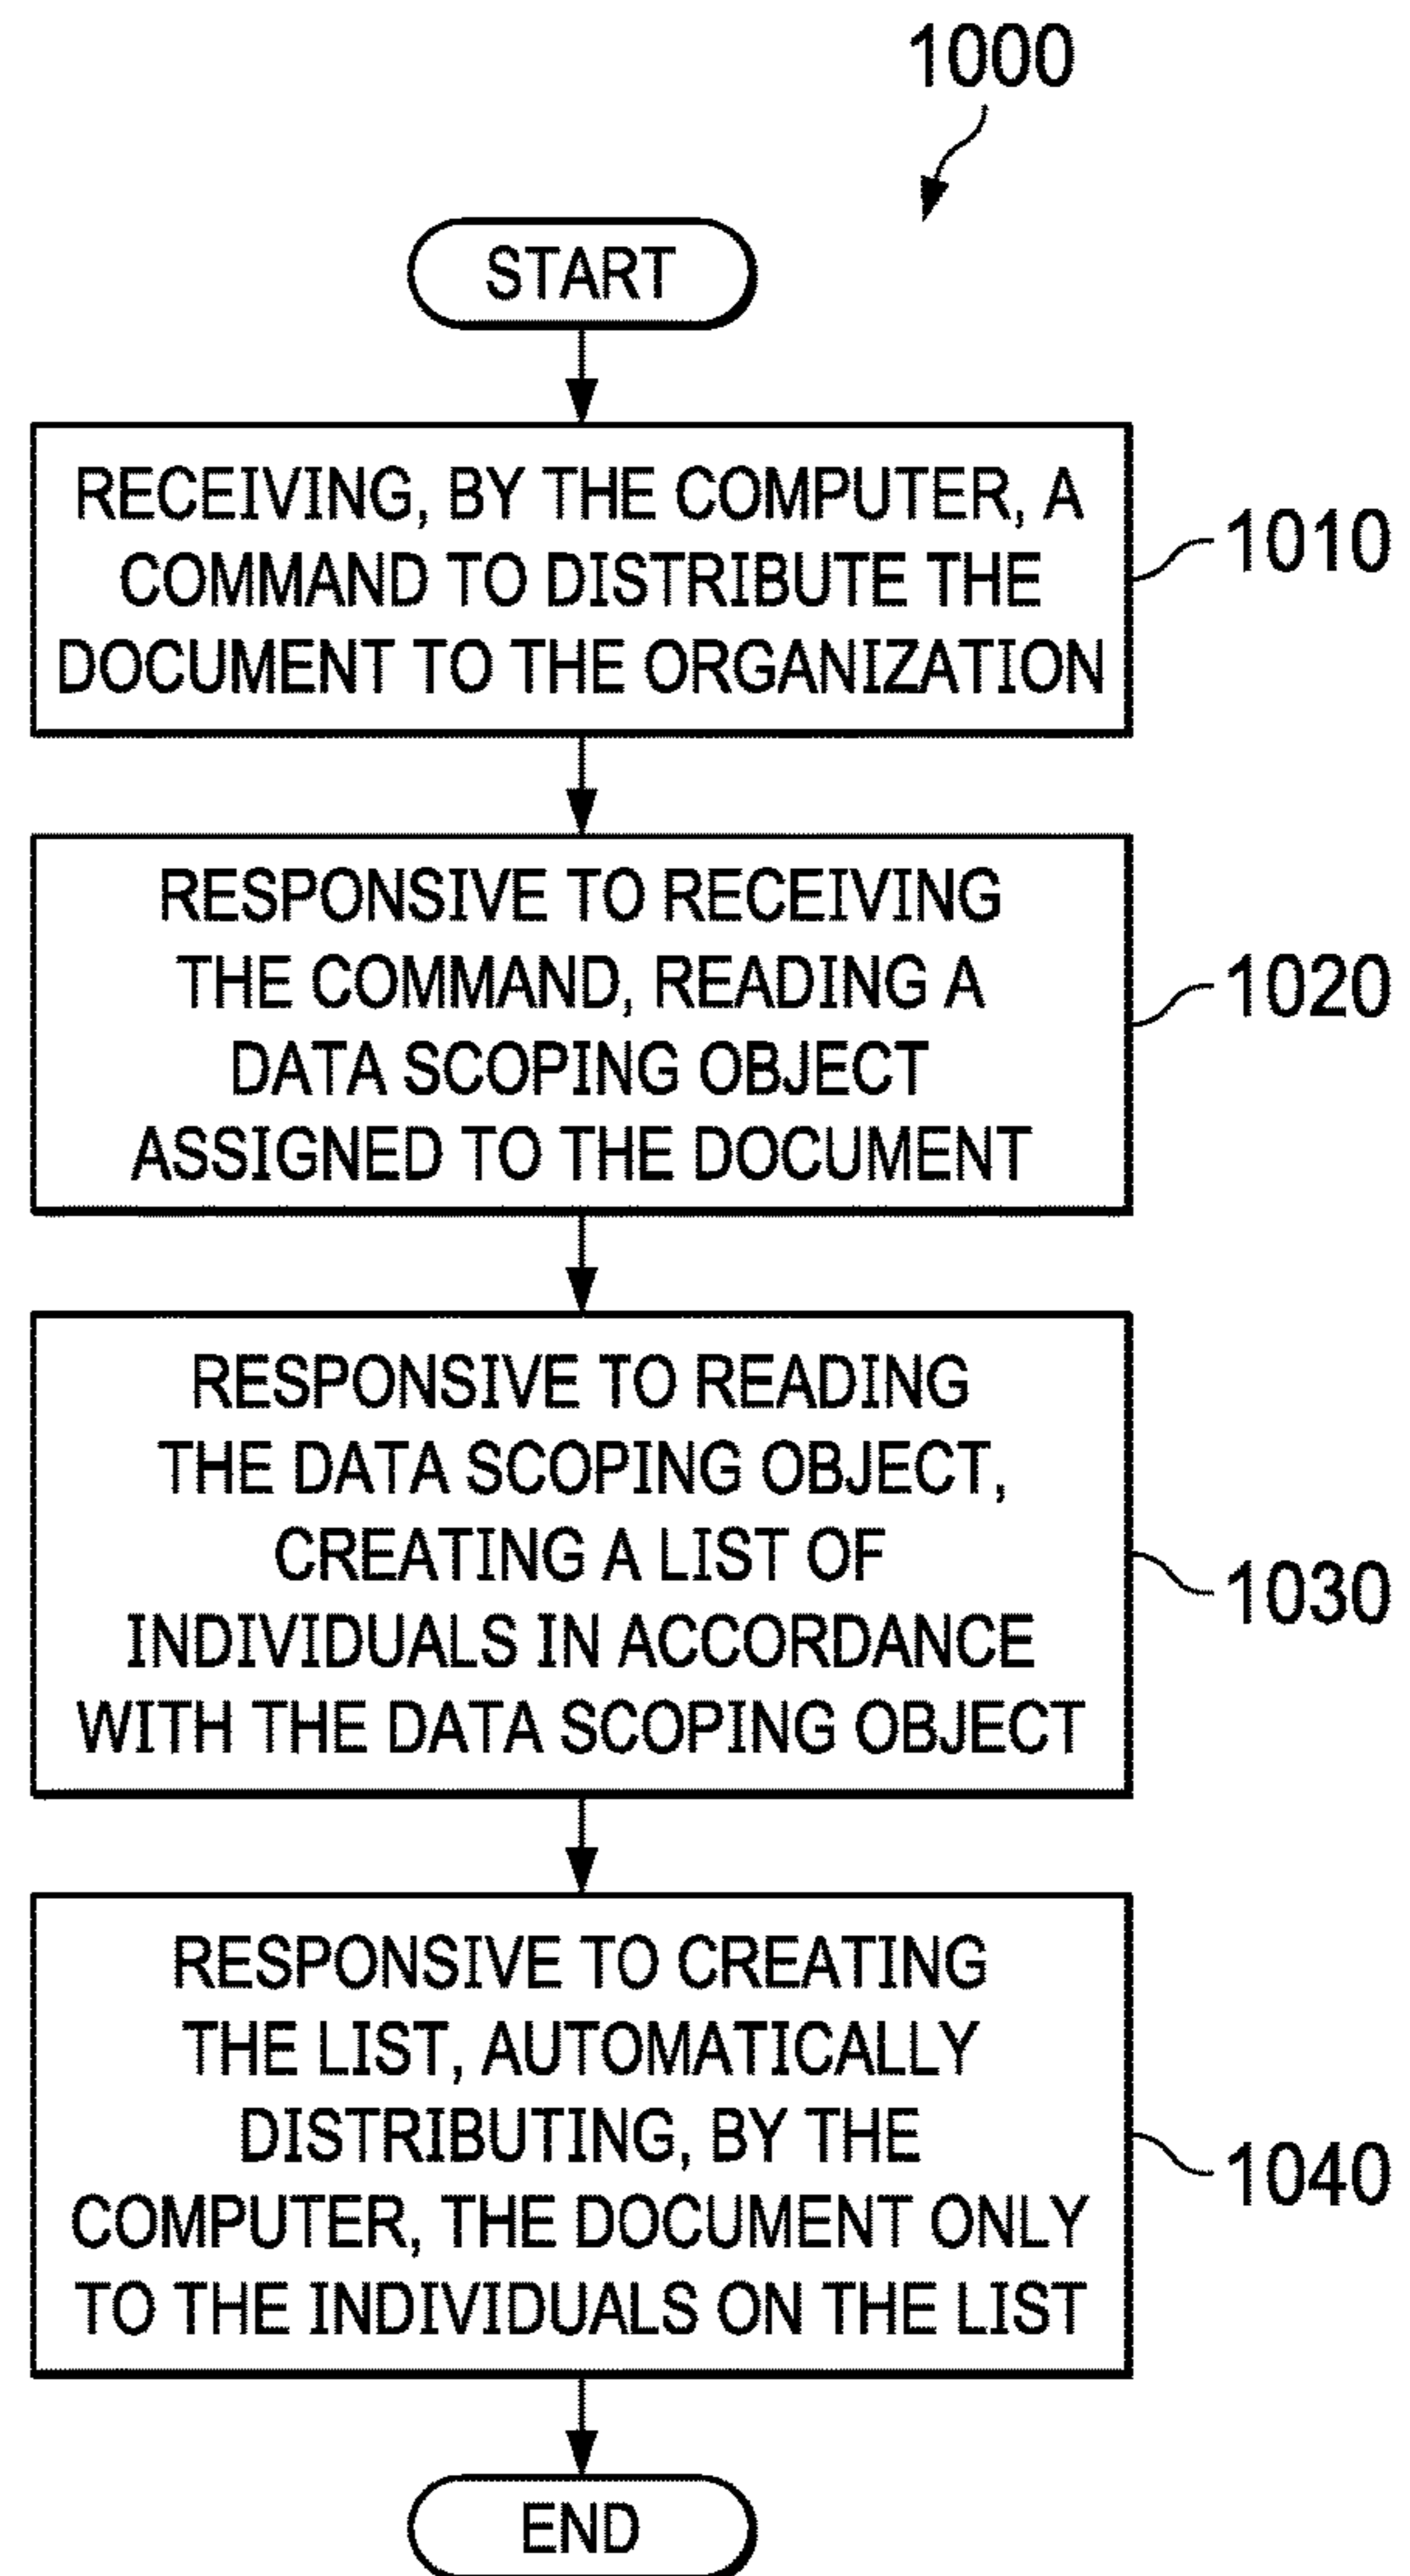 1000
START
RECEIVING, BY THE COMPUTER, A
COMMAND TO DISTRIBUTE THE
DOCUMENT TO THE ORGANIZATION
1010
RESPONSIVE TO RECEIVING
THE COMMAND, READING A
DATA SCOPING OBJECT
ASSIGNED TO THE DOCUMENT
1020
RESPONSIVE TO READING
THE DATA SCOPING OBJECT,
CREATING A LIST OF
INDIVIDUALS IN ACCORDANCE
WITH THE DATA SCOPING OBJECT
1030
RESPONSIVE TO CREATING
THE LIST, AUTOMATICALLY
DISTRIBUTING, BY THE
COMPUTER, THE DOCUMENT ONLY
TO THE INDIVIDUALS ON THE LIST
1040
END